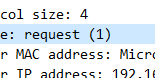 col size: 4
e: request (1)
r MAC address: Micro
r IP address: 192.16